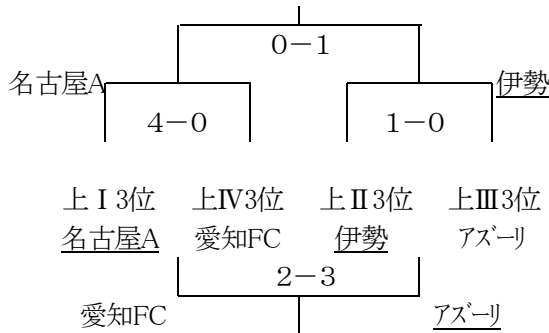 0−1
名古屋A 伊勢
4−0 1−0
上Ⅰ3位 上Ⅳ3位 上Ⅱ3位 上Ⅲ3位
名古屋A 愛知FC 伊勢 アズーリ
2−3
愛知FC アズーリ